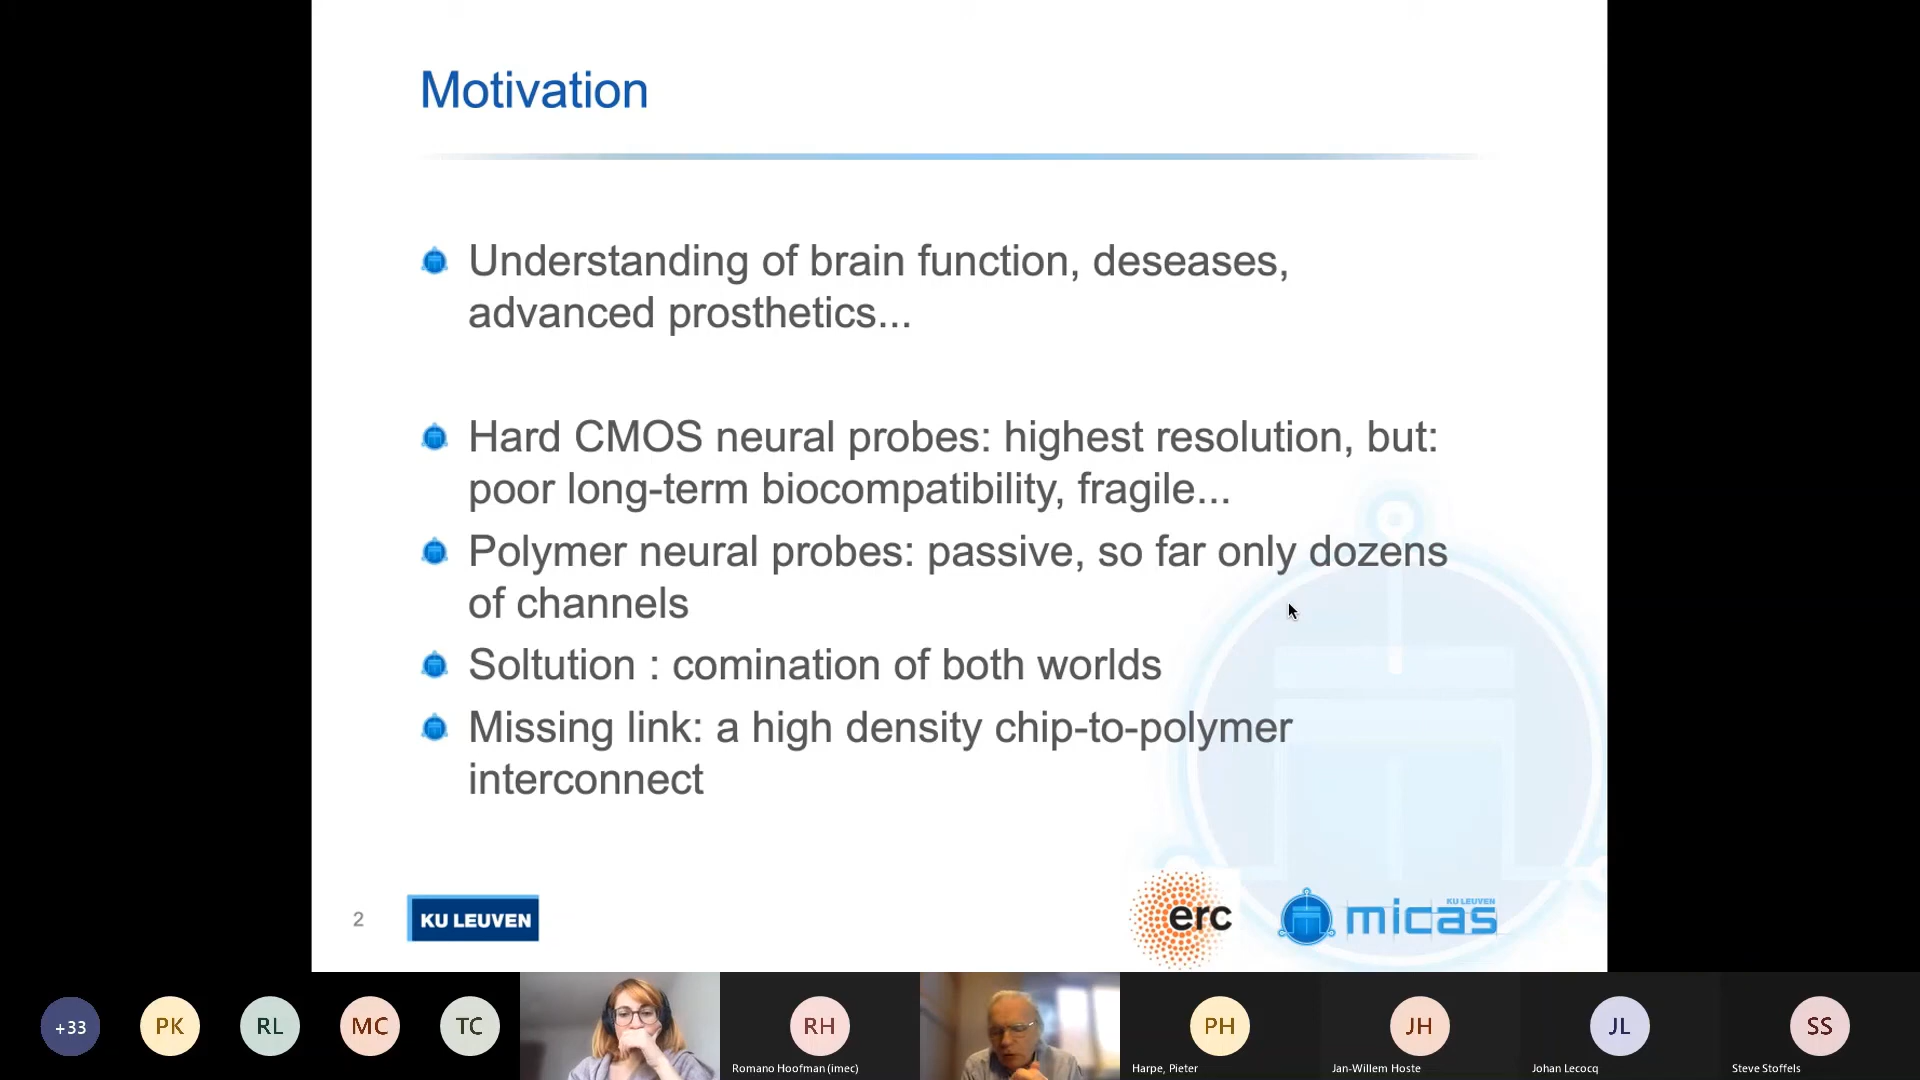 Motivation
Understanding of brain function, deseases,
advanced prosthetics...
Hard CMOS neural probes: highest resolution, but:
poor long-term biocompatibility, fragile...
Polymer neural probes: passive, so far only dozens
of channels
Soltution : comination of both worlds
Missing link: a high density chip-to-polymer
interconnect
2
KU LEUVEN
erc
KU LEUVEN
micas
+33
PK
RL
MC
TC
RH
Romano Hoofman (imec)
PH
Harpe, Pieter
JH
Jan-Willem Hoste
JL
Johan Lecocq
SS
Steve Stoffels